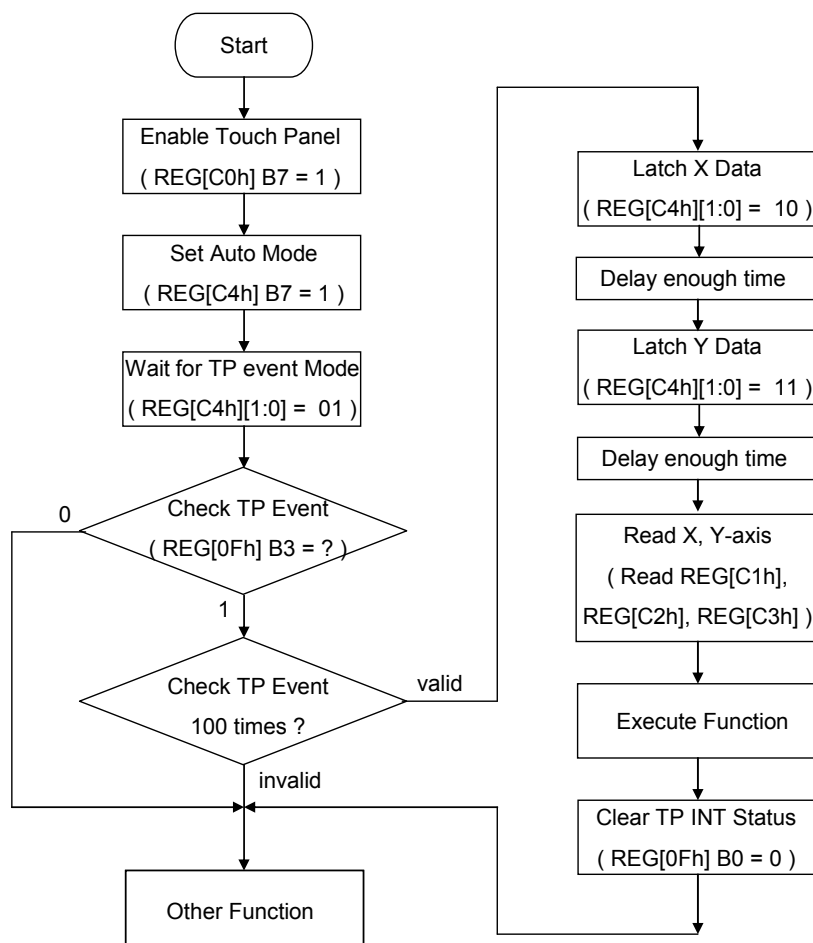 Start
Enable Touch Panel
( REG[C0h] B7 = 1 )
Set Auto Mode
( REG[C4h] B7 = 1 )
Wait for TP event Mode
( REG[C4h][1:0] = 01 )
Check TP Event
( REG[0Fh] B3 = ? )
0
1
Check TP Event
100 times ?
valid
invalid
Other Function
Latch X Data
( REG[C4h][1:0] = 10 )
Delay enough time
Latch Y Data
( REG[C4h][1:0] = 11 )
Delay enough time
Read X, Y-axis
( Read REG[C1h],
REG[C2h], REG[C3h] )
Execute Function
Clear TP INT Status
( REG[0Fh] B0 = 0 )